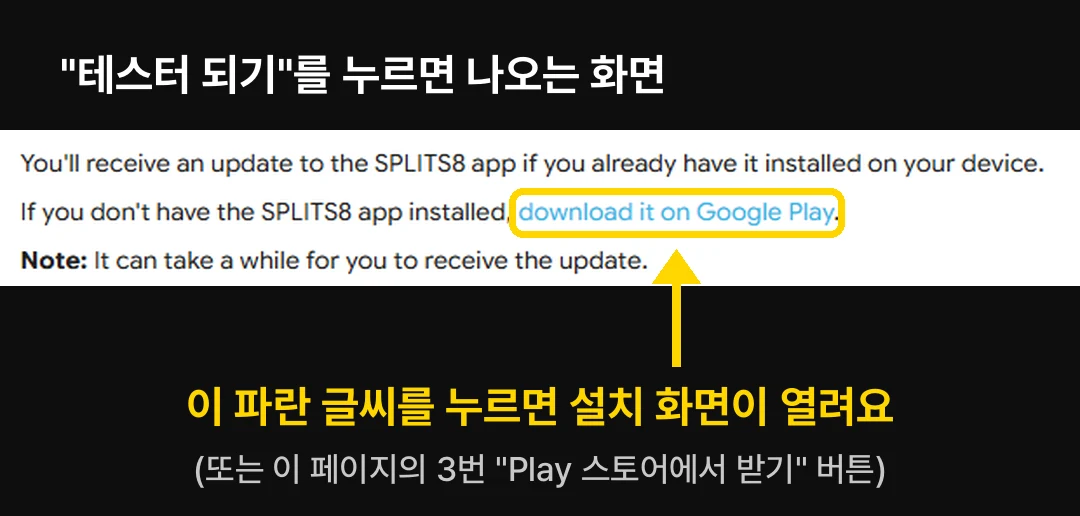 "테스터 되기"를 누르면 나오는 화면
You'll receive an update to the SPLITS8 app if you already have it installed on your device.
If you don't have the SPLITS8 app installed, download it on Google Play.
Note: It can take a while for you to receive the update.
이 파란 글씨를 누르면 설치 화면이 열려요
(또는 이 페이지의 3번 "Play 스토어에서 받기" 버튼)